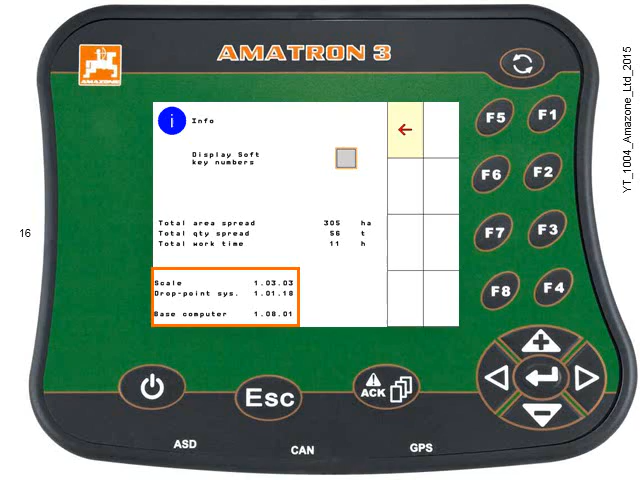 AMATRON 3
AMAZONE
i Info
Display Soft
key numbers
Total area spread 305 ha
Total qty spread 56 t
Total work time 11 h
Scale 1.03.03
Drop-point sys. 1.01.18
Base computer 1.08.01
F5 F1
F6 F2
F7 F3
F8 F4
Esc
ACK
ASD
CAN
GPS
16
YT_1004_Amazone_Ltd_2015